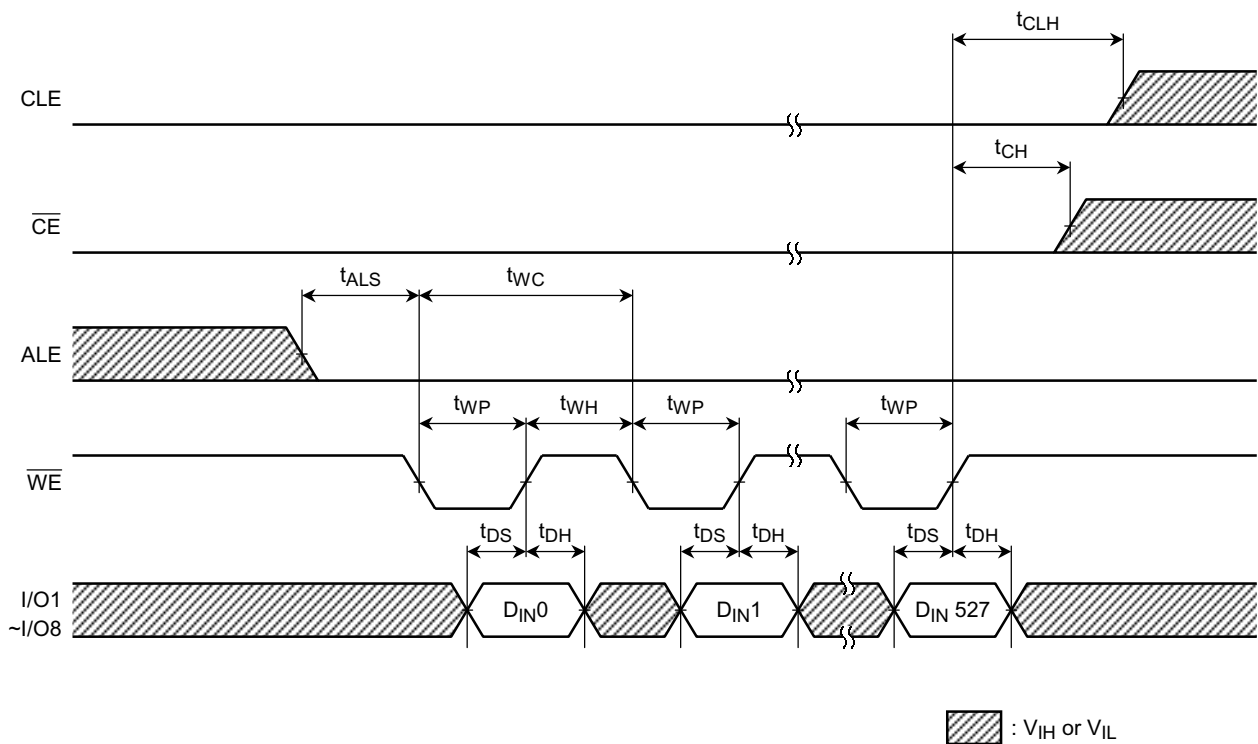 tCLH
CLE
tCH
CE
tALS
tWC
ALE
tWP
tWH
tWP
tWP
WE
tDS
tDH
tDS
tDH
tDS
tDH
I/O1
~I/O8
DIN0
DIN1
DIN 527
: VIH or VIL